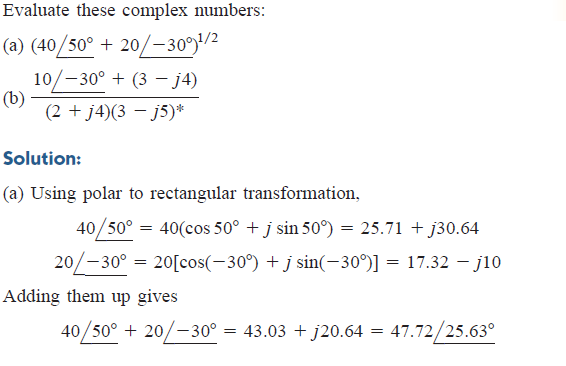 Evaluate these complex numbers:
(a) (40/50° + 20/−30°)1/2
10/−30° + (3 − j4)
(b)
(2 + j4)(3 − j5)*
Solution:
(a) Using polar to rectangular transformation,
40/50° = 40(cos 50° + j sin 50°) = 25.71 + j30.64
20/−30° = 20[cos(−30°) + j sin(−30°)] = 17.32 − j10
Adding them up gives
40/50° + 20/−30° = 43.03 + j20.64 = 47.72/25.63°